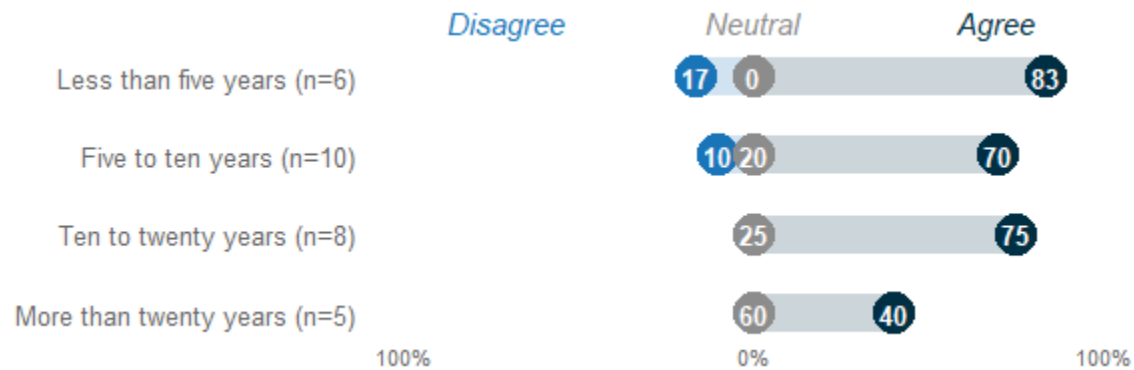 Disagree Neutral Agree
Less than five years (n=6) 17 0 83
Five to ten years (n=10) 10 20 70
Ten to twenty years (n=8) 25 75
More than twenty years (n=5) 60 40
100% 0% 100%